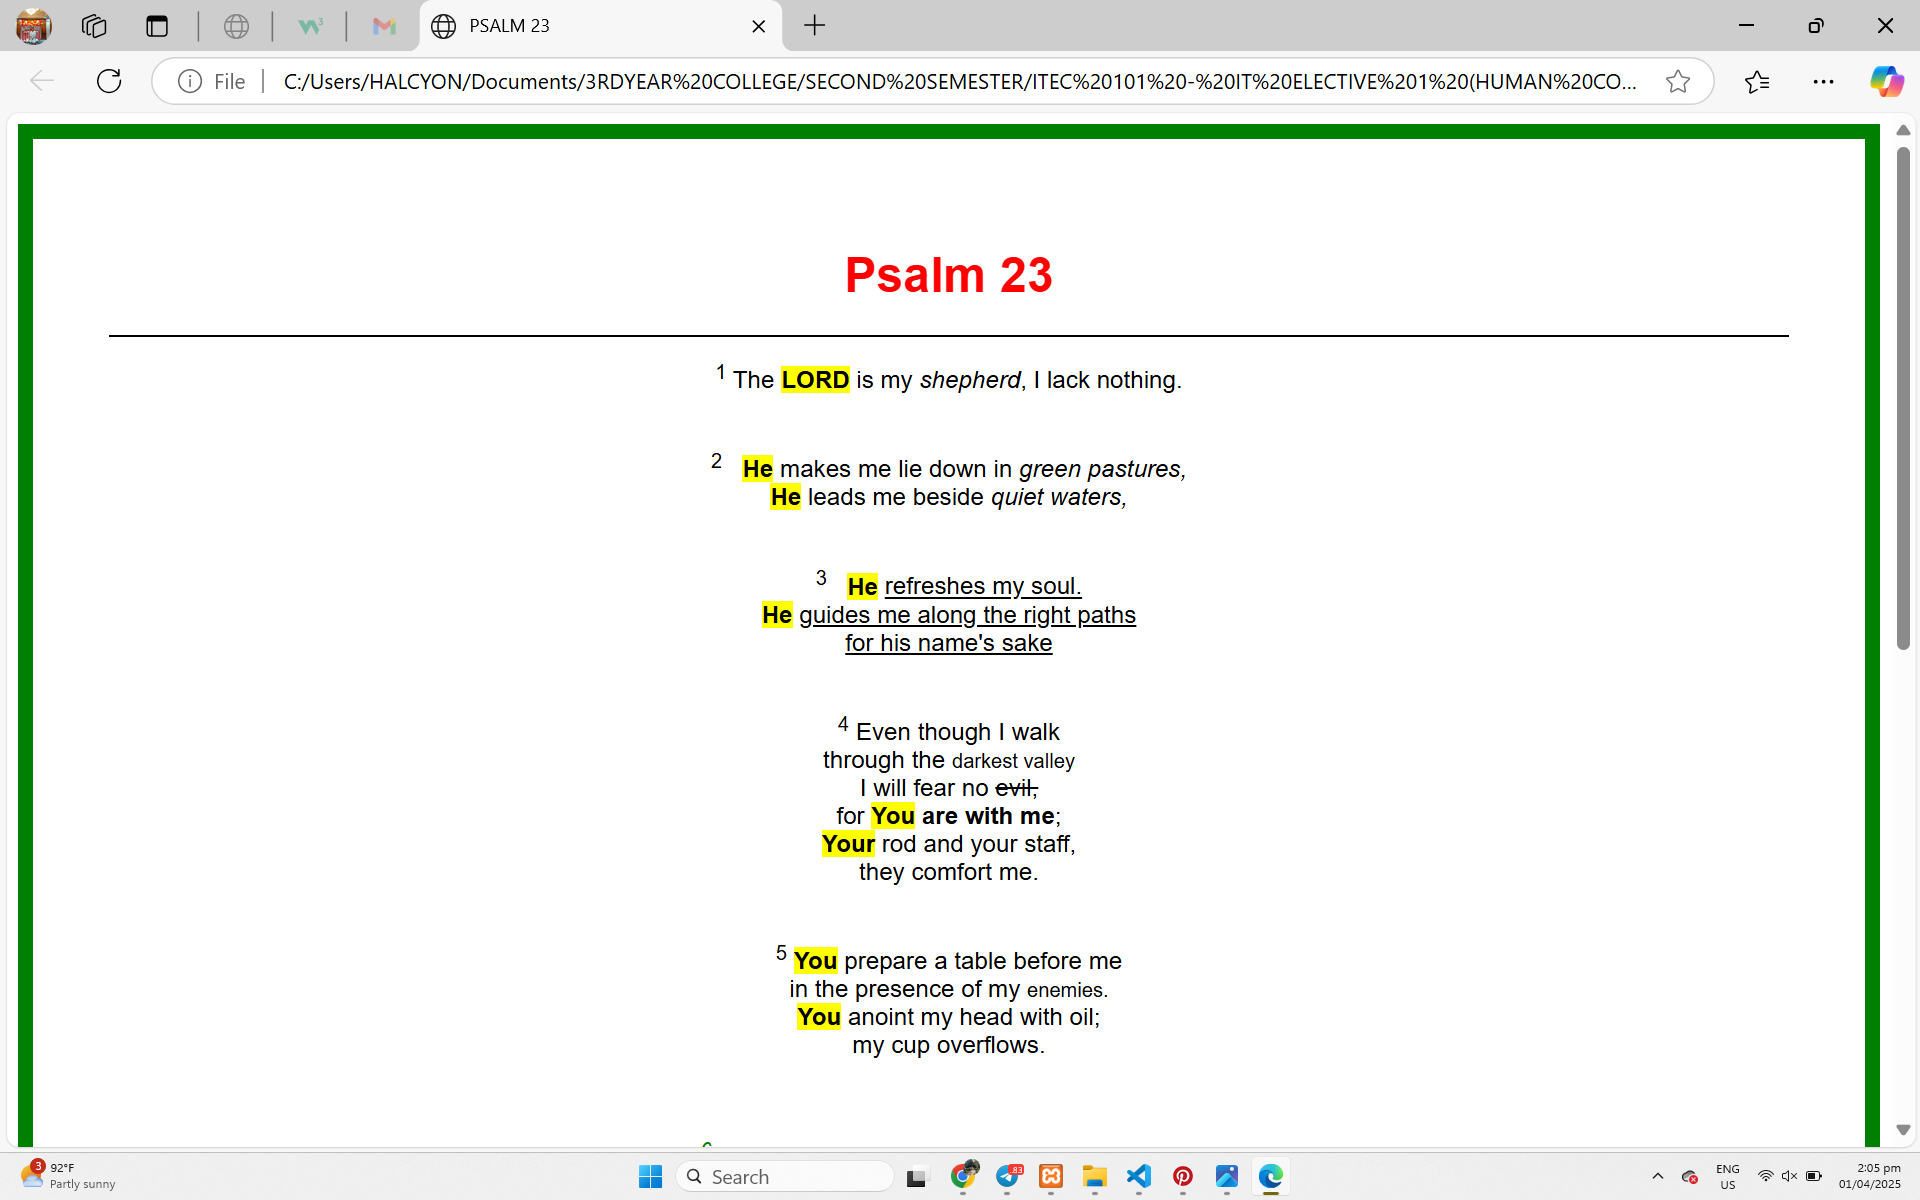 PSALM 23
File
C:/Users/HALCYON/Documents/3RDYEAR%20COLLEGE/SECOND%20SEMESTER/ITEC%20101%20-%20IT%20ELECTIVE%201%20(HUMAN%20CO...
Psalm 23
1 The LORD is my shepherd, I lack nothing.
2 He makes me lie down in green pastures,
He leads me beside quiet waters,
3 He refreshes my soul.
He guides me along the right paths
for his name's sake
4 Even though I walk
through the darkest valley
I will fear no evil,
for You are with me;
Your rod and your staff,
they comfort me.
5 You prepare a table before me
in the presence of my enemies.
You anoint my head with oil;
my cup overflows.
3
92°F
Partly sunny
Search
83
ENG
US
2:05 pm
01/04/2025